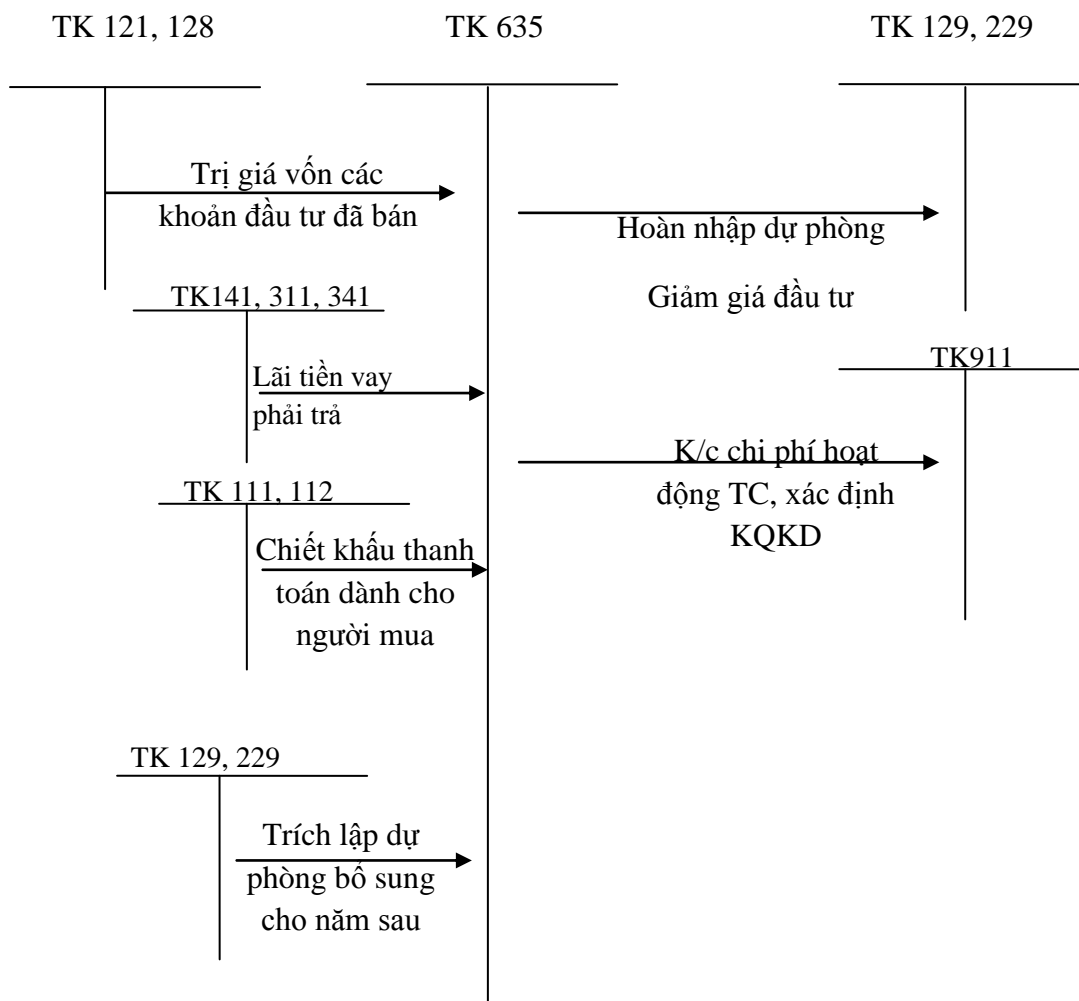 TK 121, 128
TK 635
TK 129, 229
Trị giá vốn các
khoản đầu tư đã bán
Hoàn nhập dự phòng
Giảm giá đầu tư
TK141, 311, 341
Lãi tiền vay
phải trả
TK911
K/c chi phí hoạt
động TC, xác định
KQKD
TK 111, 112
Chiết khấu thanh
toán dành cho
người mua
TK 129, 229
Trích lập dự
phòng bổ sung
cho năm sau